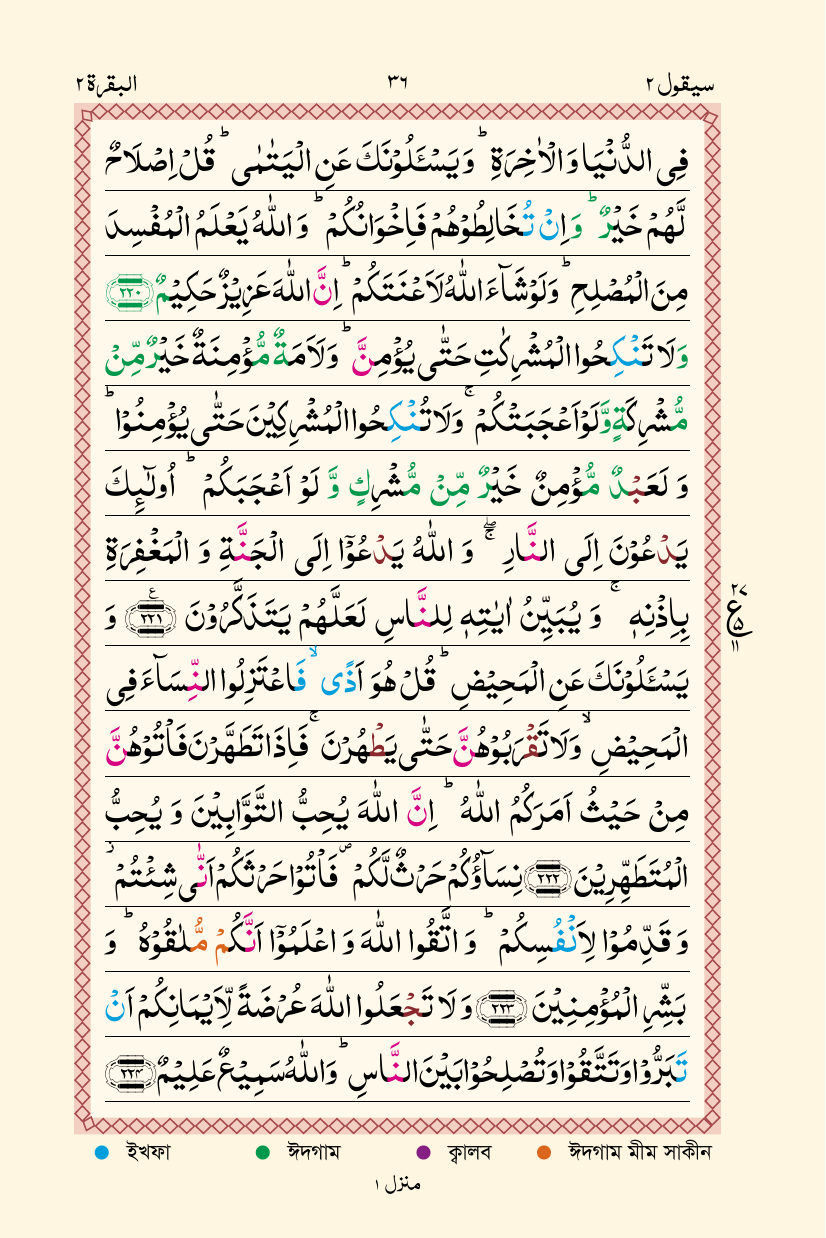 سيقول ٢ ٣٦ البقرة ٢
فِى الدُّنۡيَا وَالۡاٰخِرَةِ ؕ وَيَسۡـَٔلُوۡنَكَ عَنِ الۡيَتٰمٰى ؕ قُلۡ اِصۡلَاحٌ
لَّهُمۡ خَيۡرٌ ؕ وَاِنۡ تُخَالِطُوۡهُمۡ فَاِخۡوَانُكُمۡ ؕ وَاللّٰهُ يَعۡلَمُ الۡمُفۡسِدَ
مِنَ الۡمُصۡلِحِ ؕ وَلَوۡ شَآءَ اللّٰهُ لَاَعۡنَتَكُمۡ ؕ اِنَّ اللّٰهَ عَزِيۡزٌ حَكِيۡمٌ ٢٢٠
وَلَا تَنۡكِحُوا الۡمُشۡرِكٰتِ حَتّٰى يُؤۡمِنَّ ؕ وَلَاَمَةٌ مُّؤۡمِنَةٌ خَيۡرٌ مِّنۡ
مُّشۡرِكَةٍ وَّلَوۡ اَعۡجَبَتۡكُمۡ ۚ وَلَا تُنۡكِحُوا الۡمُشۡرِكِيۡنَ حَتّٰى يُؤۡمِنُوۡا ؕ
وَ لَعَبۡدٌ مُّؤۡمِنٌ خَيۡرٌ مِّنۡ مُّشۡرِكٍ وَّ لَوۡ اَعۡجَبَكُمۡ ؕ اُولٰٓئِكَ
يَدۡعُوۡنَ اِلَى النَّارِ ۖۚ وَ اللّٰهُ يَدۡعُوۡٓا اِلَى الۡجَنَّةِ وَ الۡمَغۡفِرَةِ
بِاِذۡنِهٖ ۚ وَ يُبَيِّنُ اٰيٰتِهٖ لِلنَّاسِ لَعَلَّهُمۡ يَتَذَكَّرُوۡنَ ٢٢١ ع وَ
٢٧ ع ٥ ١١
يَسۡـَٔلُوۡنَكَ عَنِ الۡمَحِيۡضِ ؕ قُلۡ هُوَ اَذًى ۙ فَاعۡتَزِلُوا النِّسَآءَ فِى
الۡمَحِيۡضِ ۙ وَلَا تَقۡرَبُوۡهُنَّ حَتّٰى يَطۡهُرۡنَ ۚ فَاِذَا تَطَهَّرۡنَ فَاۡتُوۡهُنَّ
مِنۡ حَيۡثُ اَمَرَكُمُ اللّٰهُ ؕ اِنَّ اللّٰهَ يُحِبُّ التَّوَّابِيۡنَ وَ يُحِبُّ
الۡمُتَطَهِّرِيۡنَ ٢٢٢ نِسَآؤُكُمۡ حَرۡثٌ لَّكُمۡ ۪ فَاۡتُوۡا حَرۡثَكُمۡ اَنّٰى شِئۡتُمۡ ۫
وَ قَدِّمُوۡا لِاَنۡفُسِكُمۡ ؕ وَ اتَّقُوا اللّٰهَ وَ اعۡلَمُوۡٓا اَنَّكُمۡ مُّلٰقُوۡهُ ؕ وَ
بَشِّرِ الۡمُؤۡمِنِيۡنَ ٢٢٣ وَ لَا تَجۡعَلُوا اللّٰهَ عُرۡضَةً لِّاَيۡمَانِكُمۡ اَنۡ
تَبَرُّوۡا وَتَتَّقُوۡا وَتُصۡلِحُوۡا بَيۡنَ النَّاسِ ؕ وَاللّٰهُ سَمِيۡعٌ عَلِيۡمٌ ٢٢٤
ইখফা ঈদগাম ক্বালব ঈদগাম মীম সাকীন
منزل ١